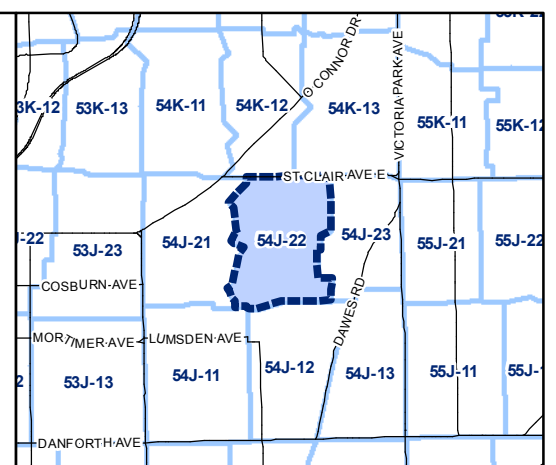 55K-2
O'CONNOR DR
VICTORIA PARK AVE
3K-12
53K-13
54K-11
54K-12
54K-13
55K-11
55K-12
ST CLAIR AVE E
J-22
53J-23
54J-21
54J-22
54J-23
55J-21
55J-22
COSBURN AVE
DAWES RD
MORTIMER AVE
LUMSDEN AVE
2
53J-13
54J-11
54J-12
54J-13
55J-11
55J-1
DANFORTH AVE